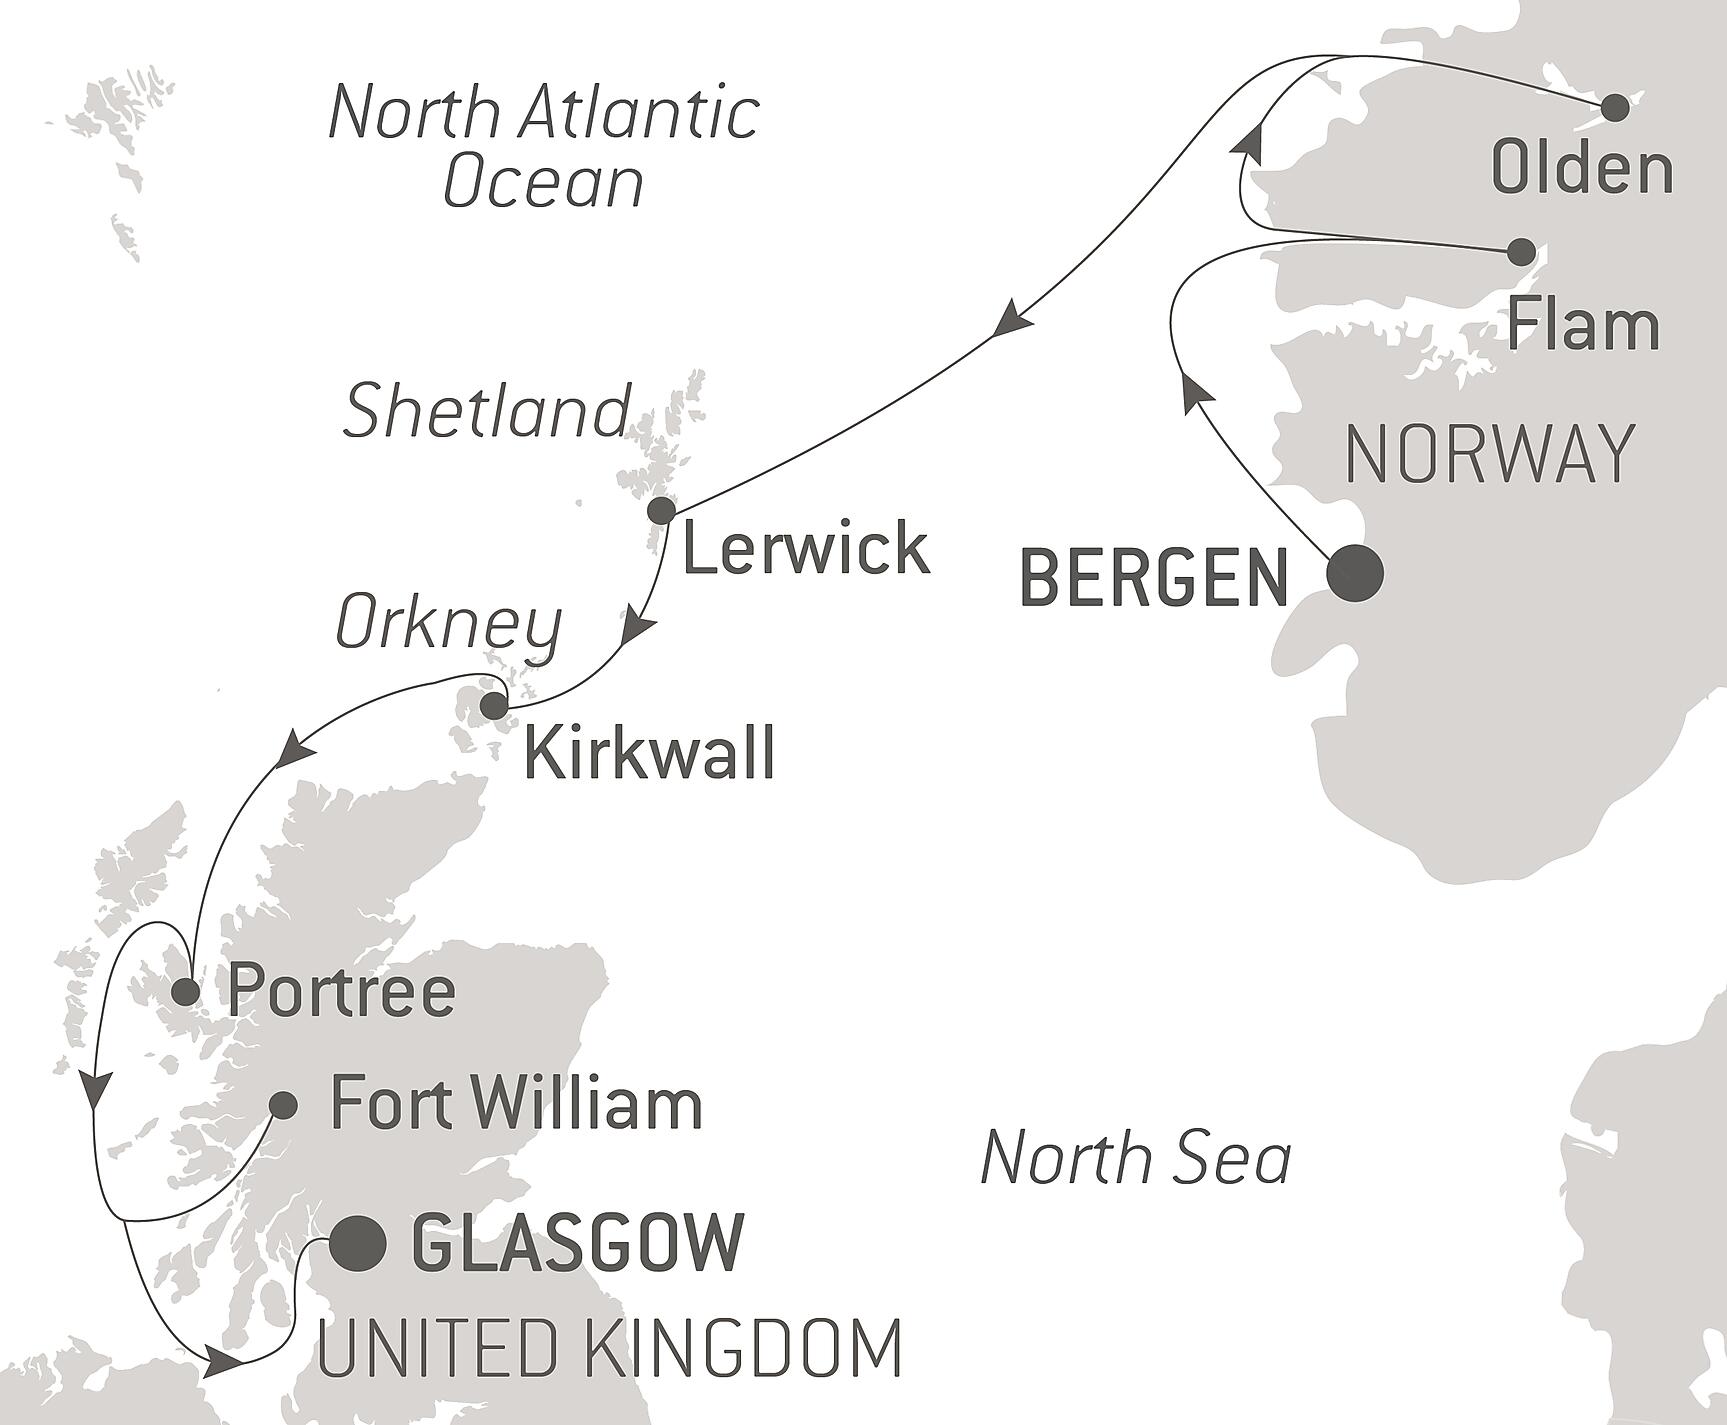 North Atlantic
Ocean
Olden
Flam
Shetland
NORWAY
Lerwick
BERGEN
Orkney
Kirkwall
Portree
Fort William
North Sea
GLASGOW
UNITED KINGDOM